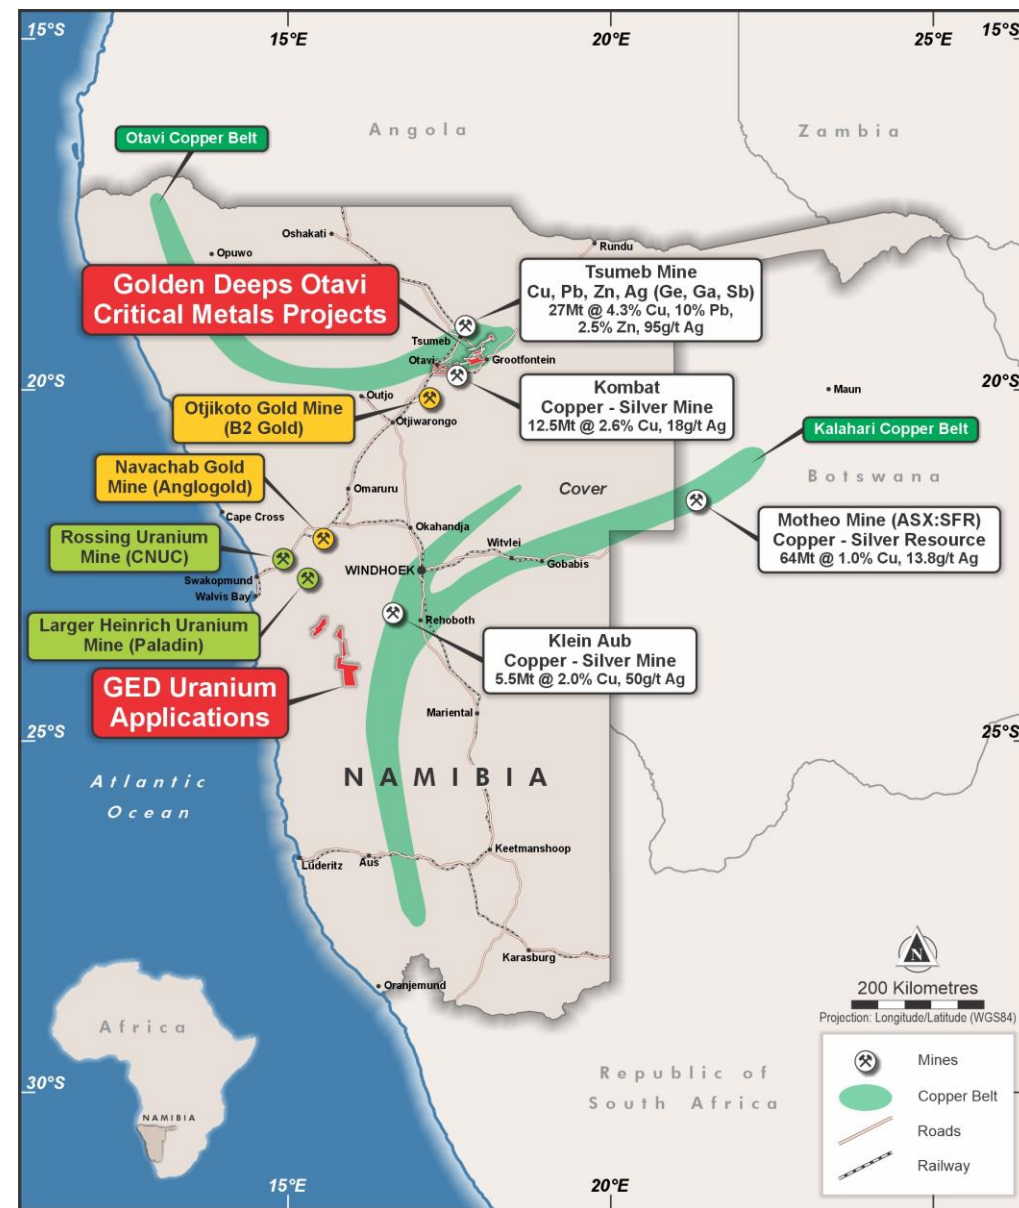 15°S
15°E
20°E
25°E
15°S
Angola
Zambia
Otavi Copper Belt
Oshakati
Opuwo
Rundu
Golden Deeps Otavi
Critical Metals Projects
Tsumeb Mine
Cu, Pb, Zn, Ag (Ge, Ga, Sb)
27Mt @ 4.3% Cu, 10% Pb,
2.5% Zn, 95g/t Ag
Tsumeb
Otavi
Grootfontein
20°S
20°S
Maun
Kombat
Copper - Silver Mine
12.5Mt @ 2.6% Cu, 18g/t Ag
Outjo
Otjikoto Gold Mine
(B2 Gold)
Otjiwarongo
Kalahari Copper Belt
Botswana
Navachab Gold
Mine (Anglogold)
Omaruru
Cover
Cape Cross
Okahandja
Motheo Mine (ASX:SFR)
Copper - Silver Resource
64Mt @ 1.0% Cu, 13.8g/t Ag
Rossing Uranium
Mine (CNUC)
Witvlei
Gobabis
WINDHOEK
Swakopmund
Walvis Bay
Larger Heinrich Uranium
Mine (Paladin)
Rehoboth
Klein Aub
Copper - Silver Mine
5.5Mt @ 2.0% Cu, 50g/t Ag
GED Uranium
Applications
Mariental
25°S
25°S
NAMIBIA
Atlantic
Ocean
Keetmanshoop
Lüderitz
Aus
Karasburg
Oranjemund
N
200 Kilometres
Projection: Longitude/Latitude (WGS84)
Africa
NAMIBIA
Republic of
South Africa
30°S
Mines
Copper Belt
Roads
Railway
15°E
20°E